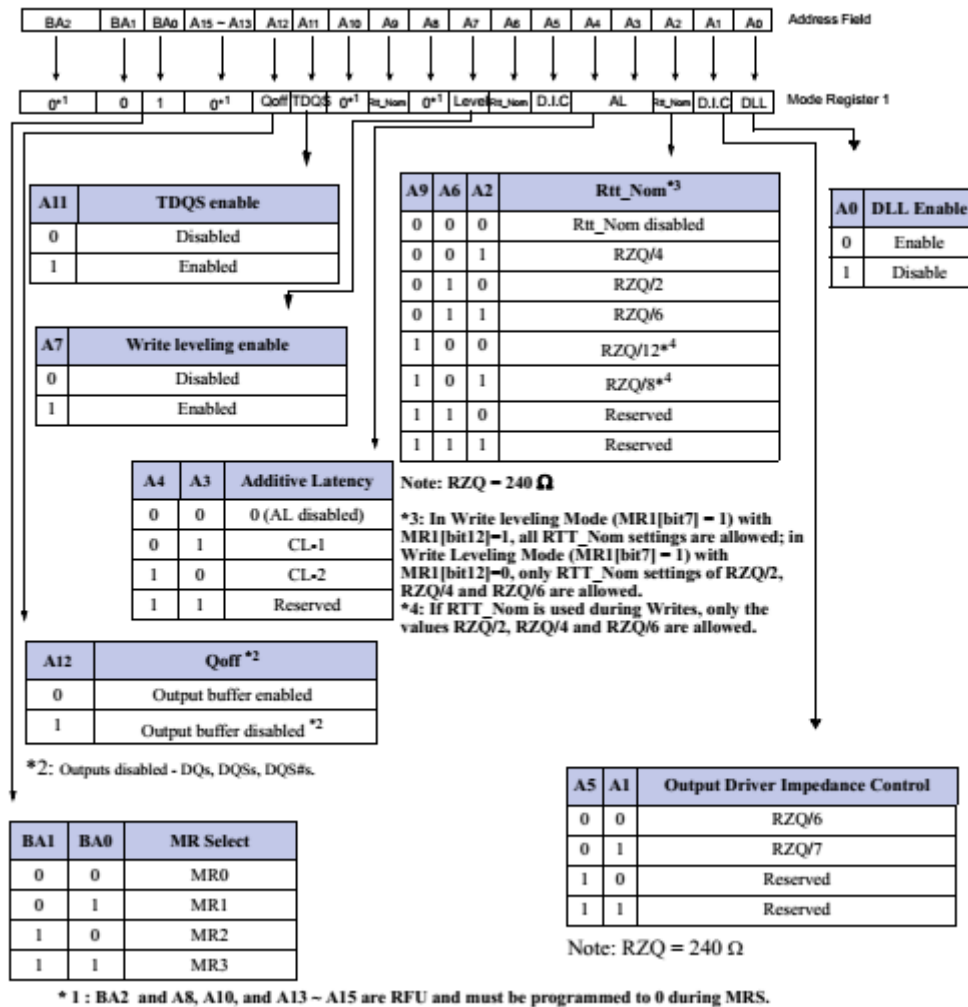 BA2 BA1 BA0 A15 ~ A13 A12 A11 A10 A9 A8 A7 A6 A5 A4 A3 A2 A1 A0 Address Field
0*1 0 1 0*1 Qoff TDQS 0*1 Rtt_Nom 0*1 Level Rtt_Nom D.I.C AL Rtt_Nom D.I.C DLL Mode Register 1
A11 TDQS enable
0 Disabled
1 Enabled
A9 A6 A2 Rtt_Nom*3
0 0 0 Rtt_Nom disabled
0 0 1 RZQ/4
0 1 0 RZQ/2
0 1 1 RZQ/6
1 0 0 RZQ/12*4
1 0 1 RZQ/8*4
1 1 0 Reserved
1 1 1 Reserved
A0 DLL Enable
0 Enable
1 Disable
A7 Write leveling enable
0 Disabled
1 Enabled
Note: RZQ = 240 Ω
*3: In Write leveling Mode (MR1[bit7] = 1) with
MR1[bit12]=1, all RTT_Nom settings are allowed; in
Write Leveling Mode (MR1[bit7] = 1) with
MR1[bit12]=0, only RTT_Nom settings of RZQ/2,
RZQ/4 and RZQ/6 are allowed.
*4: If RTT_Nom is used during Writes, only the
values RZQ/2, RZQ/4 and RZQ/6 are allowed.
A4 A3 Additive Latency
0 0 0 (AL disabled)
0 1 CL-1
1 0 CL-2
1 1 Reserved
A12 Qoff *2
0 Output buffer enabled
1 Output buffer disabled *2
*2: Outputs disabled - DQs, DQSs, DQS#s.
A5 A1 Output Driver Impedance Control
0 0 RZQ/6
0 1 RZQ/7
1 0 Reserved
1 1 Reserved
Note: RZQ = 240 Ω
BA1 BA0 MR Select
0 0 MR0
0 1 MR1
1 0 MR2
1 1 MR3
* 1 : BA2 and A8, A10, and A13 ~ A15 are RFU and must be programmed to 0 during MRS.